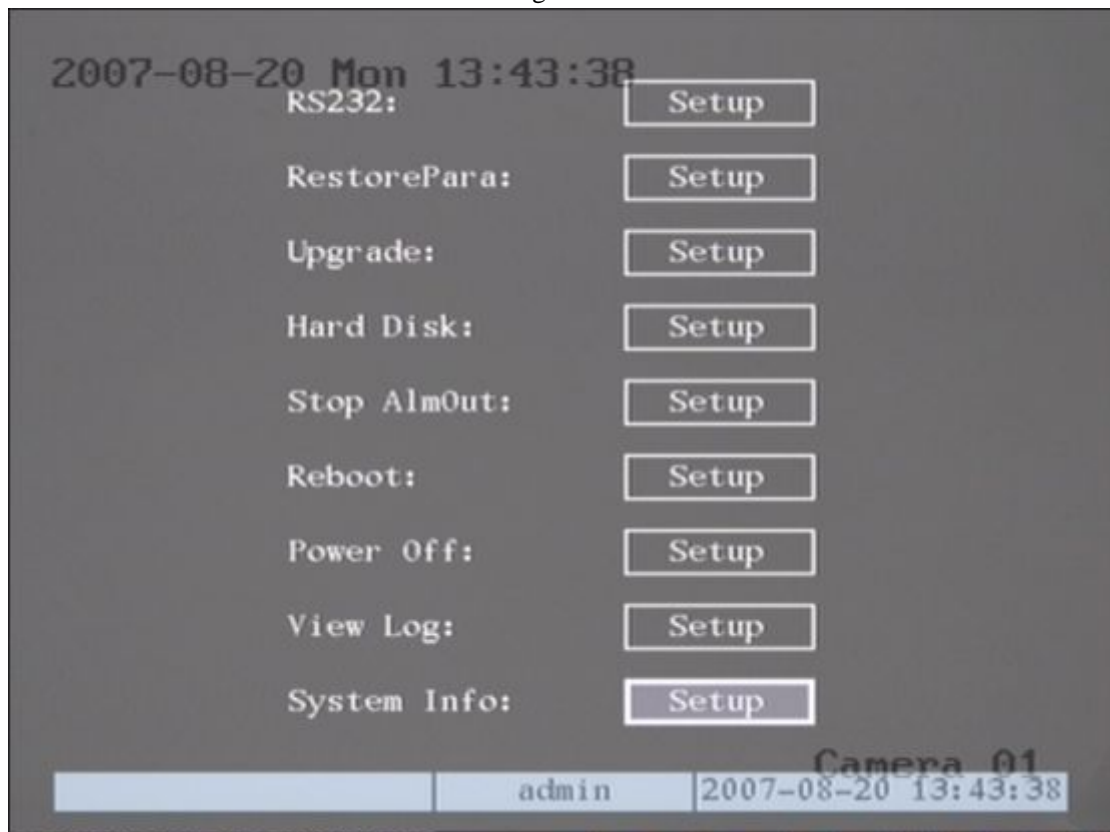 2007-08-20 Mon 13:43:38
RS232: Setup
RestorePara: Setup
Upgrade: Setup
Hard Disk: Setup
Stop AlmOut: Setup
Reboot: Setup
Power Off: Setup
View Log: Setup
System Info: Setup
Camera 01
admin 2007-08-20 13:43:38